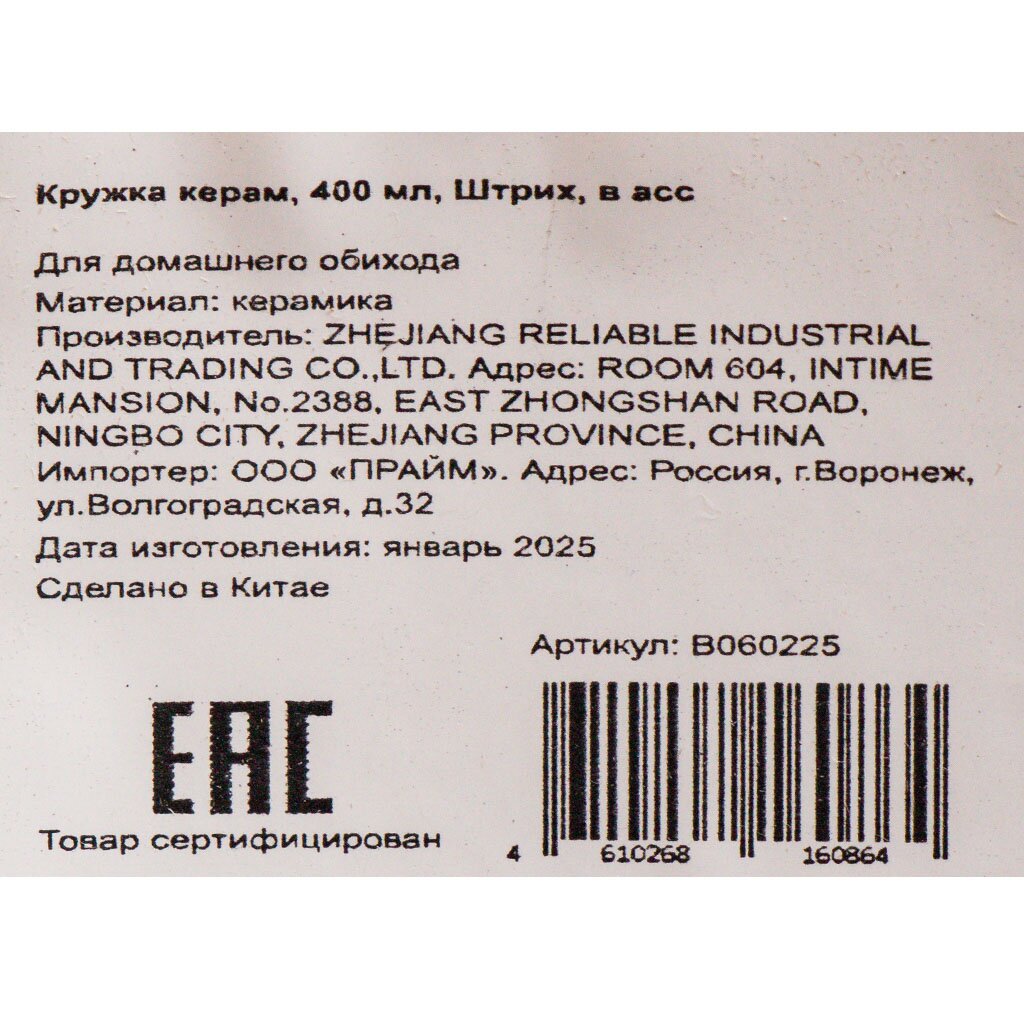 Кружка керам, 400 мл, Штрих, в асс
Для домашнего обихода
Материал: керамика
Производитель: ZHEJIANG RELIABLE INDUSTRIAL
AND TRADING CO.,LTD. Адрес: ROOM 604, INTIME
MANSION, No.2388, EAST ZHONGSHAN ROAD,
NINGBO CITY, ZHEJIANG PROVINCE, CHINA
Импортер: ООО «ПРАЙМ». Адрес: Россия, г.Воронеж,
ул.Волгоградская, д.32
Дата изготовления: январь 2025
Сделано в Китае
Артикул: B060225
EAC
Товар сертифицирован
4 610268 160864